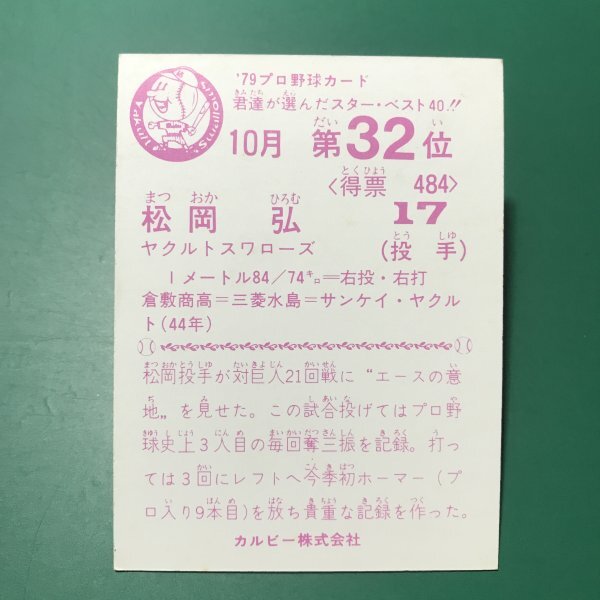 '79プロ野球カード
君達が選んだスター・ベスト40.!!
10月 第32位
〈得票 484〉
松岡 弘 17
ヤクルトスワローズ (投手)
1メートル84/74㌔=右投・右打
倉敷商高=三菱水島=サンケイ・ヤクル
ト(44年)
松岡投手が対巨人21回戦に“エースの意
地„を見せた。この試合投げてはプロ野
球史上3人目の毎回奪三振を記録。打っ
ては3回にレフトへ今季初ホーマー(プ
ロ入り9本目)を放ち貴重な記録を作った。
カルビー株式会社